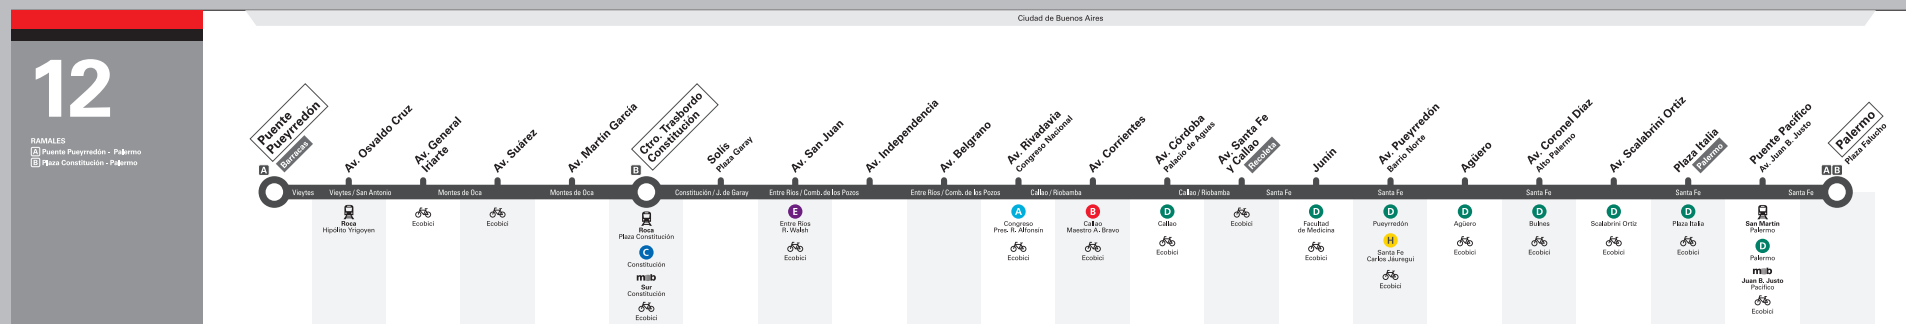 Ciudad de Buenos Aires
12
RAMALES
A Puente Pueyrredón - Palermo
B Plaza Constitución - Palermo
A
Puente
Pueyrredón
Barracas
Av. Osvaldo Cruz
Av. General
Iriarte
Av. Suárez
Av. Martín García
B
Ctro. Trasbordo
Constitución
Solís
Plaza Garay
Av. San Juan
Av. Independencia
Av. Belgrano
Av. Rivadavia
Congreso Nacional
Av. Corrientes
Av. Córdoba
Palacio de Aguas
Av. Santa Fe
y Callao
Recoleta
Junín
Av. Pueyrredón
Barrio Norte
Agüero
Av. Coronel Díaz
Alto Palermo
Av. Scalabrini Ortiz
Plaza Italia
Palermo
Puente Pacífico
Av. Juan B. Justo
Palermo
Plaza Falucho
A B
Vieytes
Vieytes / San Antonio
Montes de Oca
Montes de Oca
Constitución / J. de Garay
Entre Ríos / Comb. de los Pozos
Entre Ríos / Comb. de los Pozos
Callao / Riobamba
Callao / Riobamba
Santa Fe
Santa Fe
Santa Fe
Santa Fe
Santa Fe
Roca
Hipólito Yrigoyen
Ecobici
Ecobici
Roca
Plaza Constitución
C
Constitución
mb
Sur
Constitución
Ecobici
E
Entre Ríos
R. Walsh
Ecobici
A
Congreso
Pres. R. Alfonsín
Ecobici
B
Callao
Maestro A. Bravo
Ecobici
D
Callao
Ecobici
Ecobici
D
Facultad
de Medicina
Ecobici
D
Pueyrredón
H
Santa Fe
Carlos Jáuregui
Ecobici
D
Agüero
Ecobici
D
Bulnes
Ecobici
D
Scalabrini Ortiz
Ecobici
D
Plaza Italia
Ecobici
San Martín
Palermo
D
Palermo
mb
Juan B. Justo
Pacífico
Ecobici